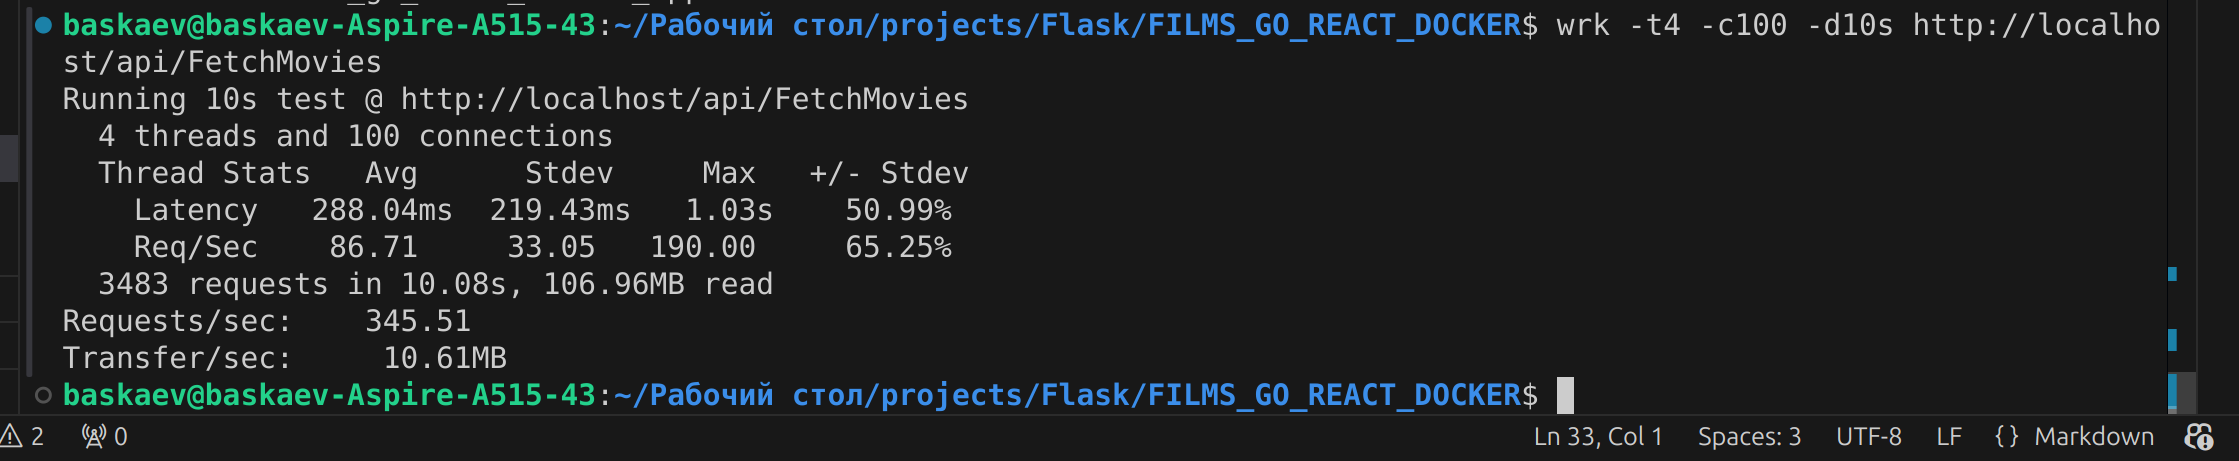 baskaev@baskaev-Aspire-A515-43:~/Рабочий стол/projects/Flask/FILMS_GO_REACT_DOCKER$ wrk -t4 -c100 -d10s http://localho
st/api/FetchMovies
Running 10s test @ http://localhost/api/FetchMovies
  4 threads and 100 connections
  Thread Stats   Avg      Stdev     Max   +/- Stdev
    Latency   288.04ms  219.43ms   1.03s    50.99%
    Req/Sec    86.71     33.05   190.00     65.25%
  3483 requests in 10.08s, 106.96MB read
Requests/sec:    345.51
Transfer/sec:     10.61MB
baskaev@baskaev-Aspire-A515-43:~/Рабочий стол/projects/Flask/FILMS_GO_REACT_DOCKER$
2 0 Ln 33, Col 1 Spaces: 3 UTF-8 LF {} Markdown